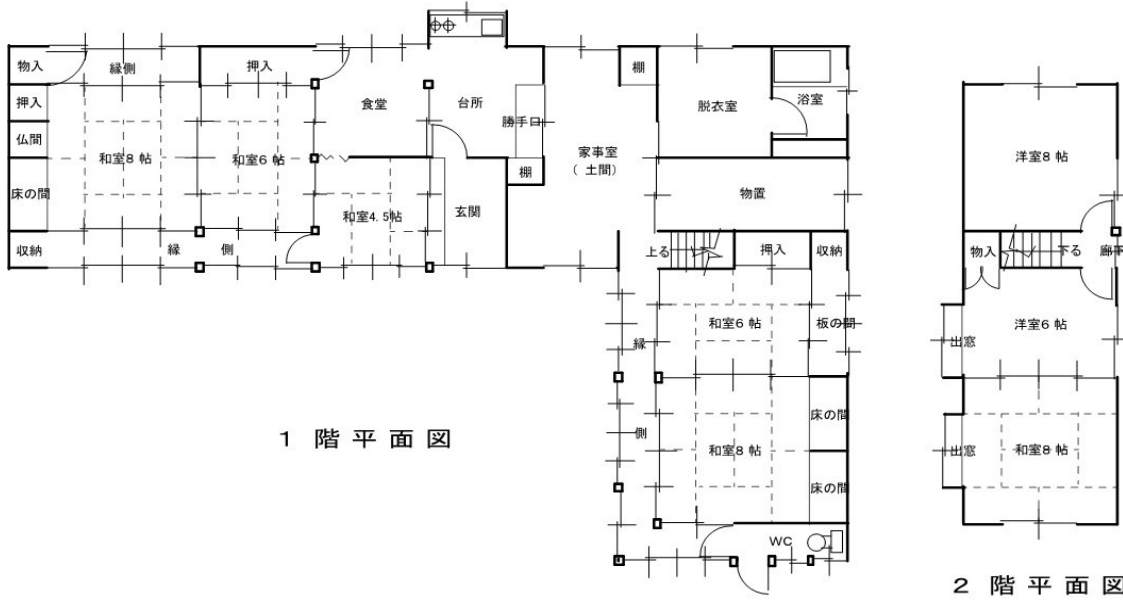 物入
縁側
押入
棚
脱衣室
浴室
押入
食堂
台所
勝手口
仏間
和室8 帖
和室6 帖
家事室
( 土間)
洋室8 帖
床の間
棚
物置
和室4.5帖
玄関
収納
縁
側
上る
押入
収納
物入
下る
廊下
和室6 帖
板の間
洋室6 帖
縁
出窓
床の間
側
和室8 帖
出窓
和室8 帖
床の間
WC
1 階 平 面 図
2 階 平 面 図